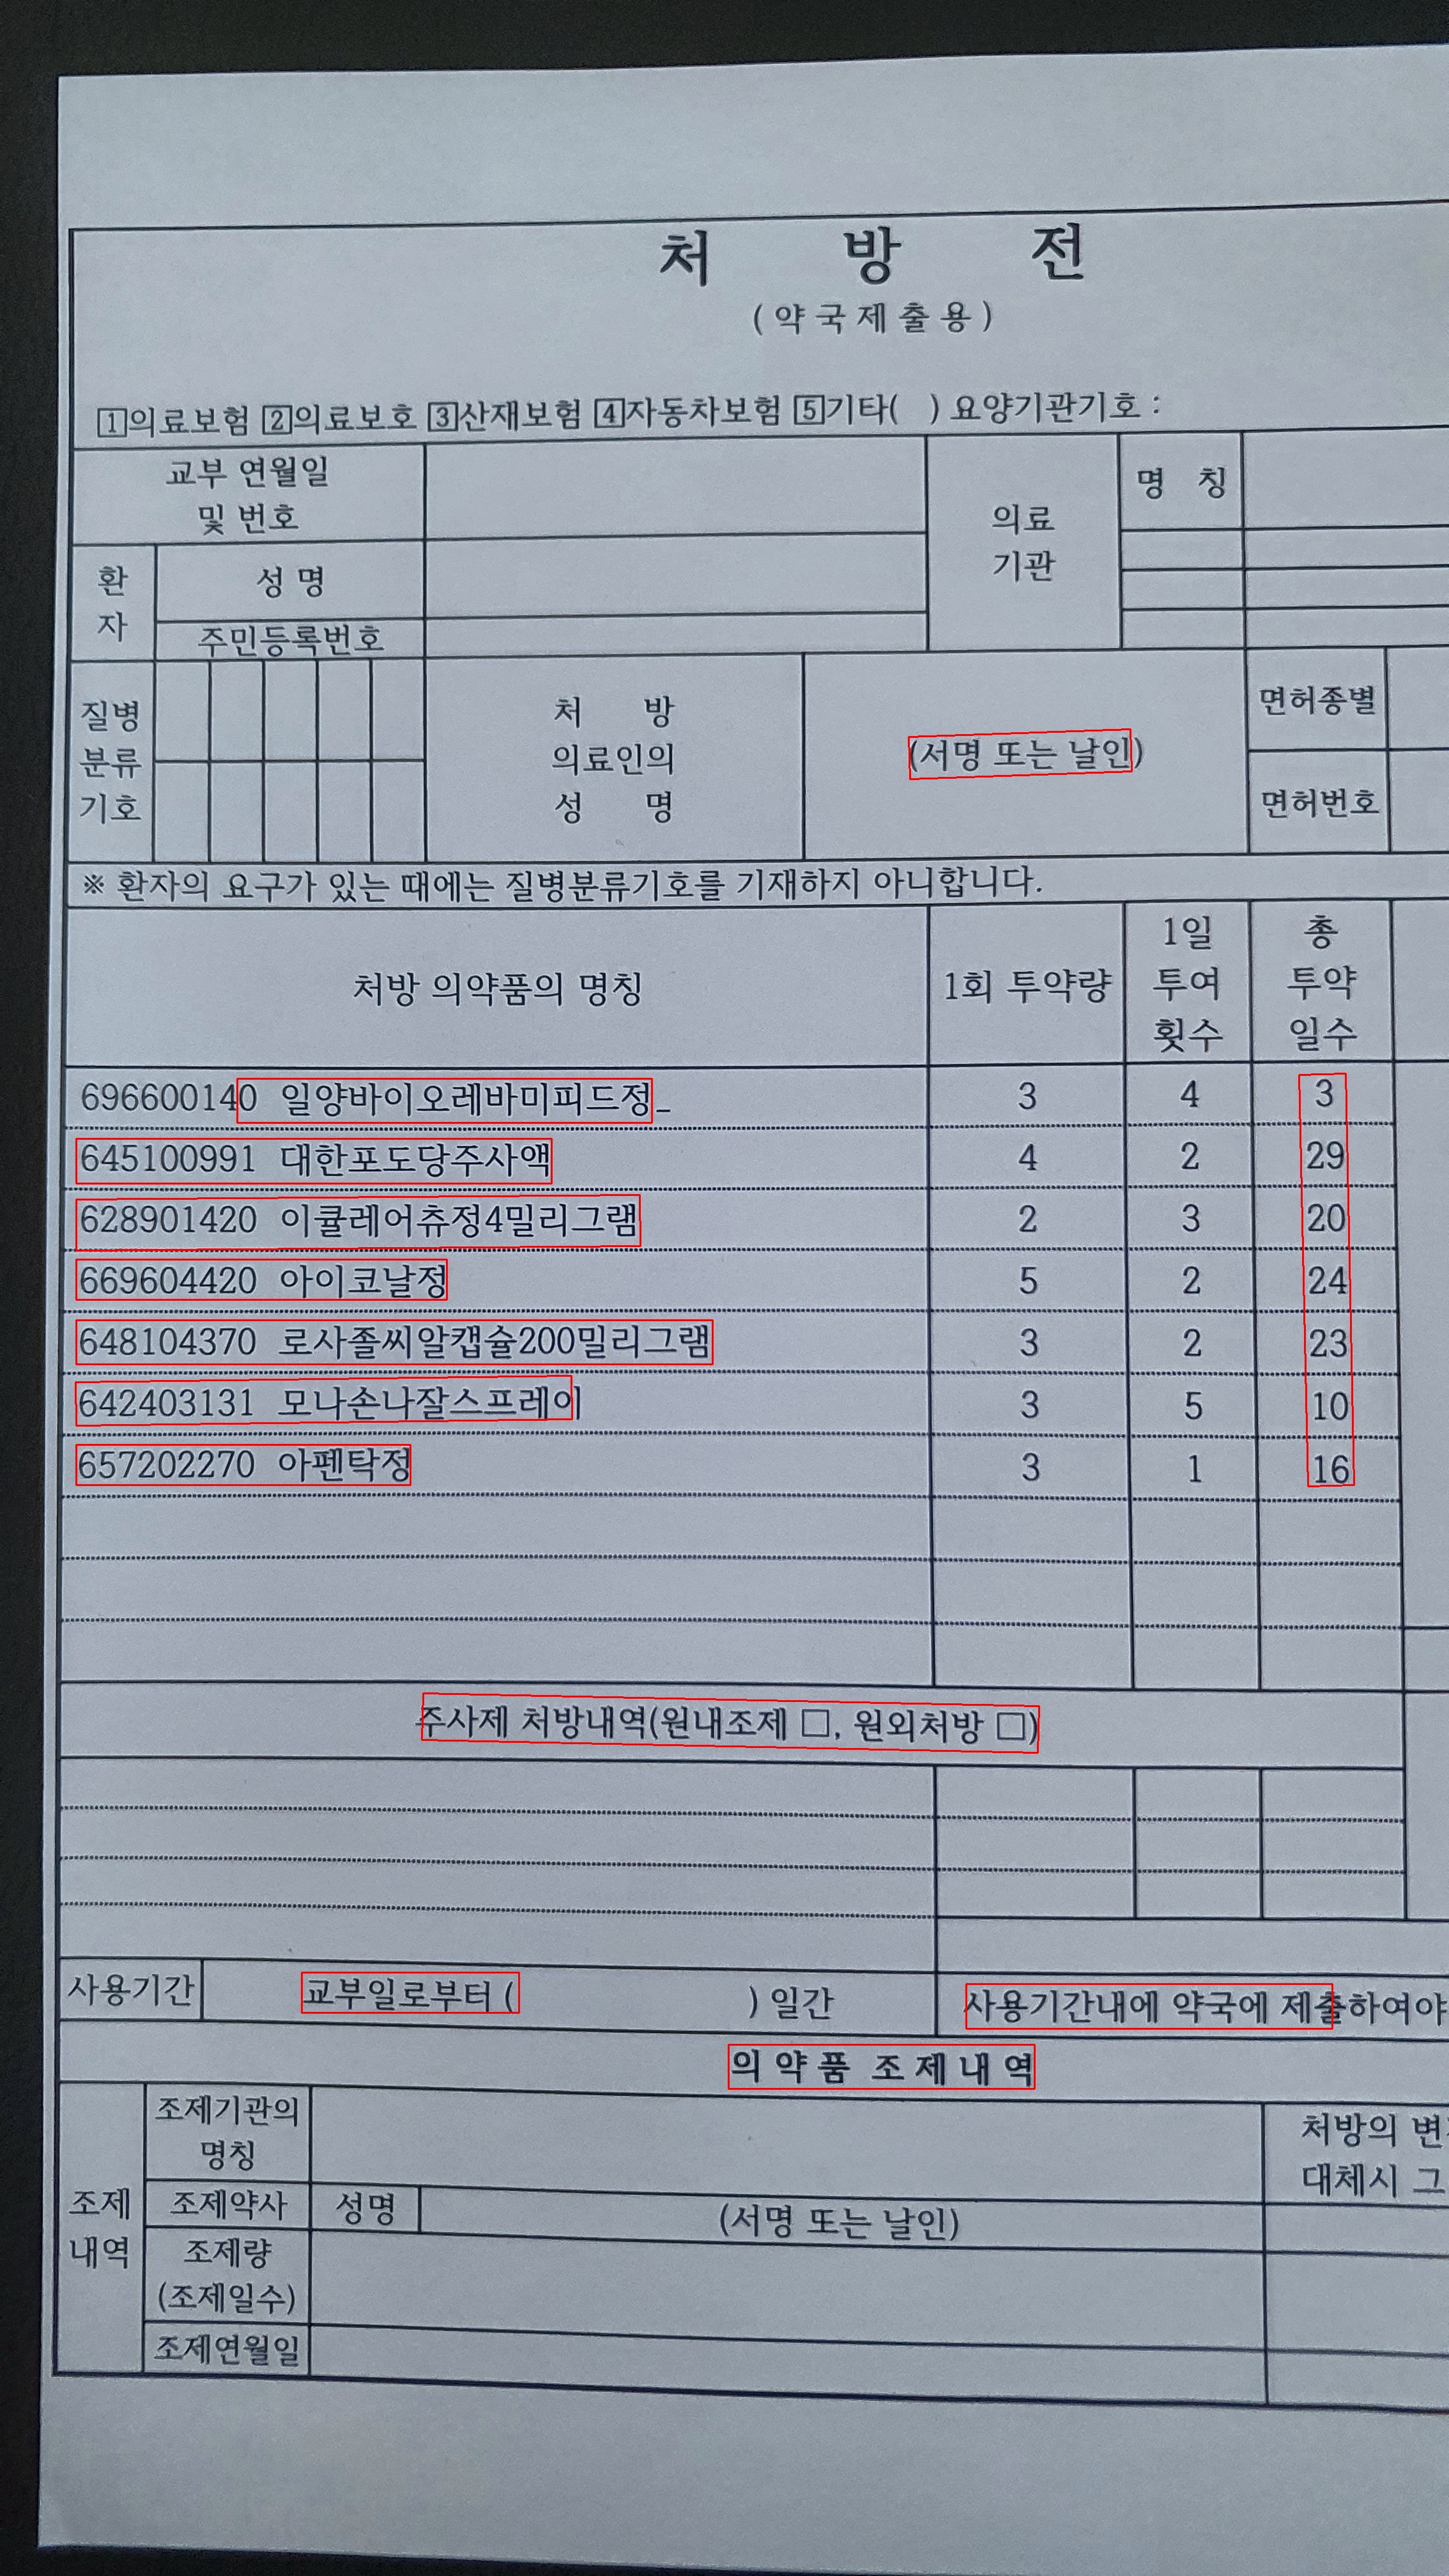 처 방 전
(약국제출용)
1의료보험 2의료보호 3산재보험 4자동차보험 5기타( ) 요양기관기호 :
교부 연월일
및 번호
의료
기관
명 칭
환
자
성 명
주민등록번호
질병
분류
기호
처 방
의료인의
성 명
(서명 또는 날인)
면허종별
면허번호
※ 환자의 요구가 있는 때에는 질병분류기호를 기재하지 아니합니다.
처방 의약품의 명칭
1회 투약량
1일
투여
횟수
총
투약
일수
696600140 일양바이오레바미피드정_ 3 4 3
645100991 대한포도당주사액 4 2 29
628901420 이큘레어츄정4밀리그램 2 3 20
669604420 아이코날정 5 2 24
648104370 로사졸씨알캡슐200밀리그램 3 2 23
642403131 모나손나잘스프레이 3 5 10
657202270 아펜탁정 3 1 16
주사제 처방내역(원내조제 □, 원외처방 □)
사용기간 교부일로부터 ( ) 일간 사용기간내에 약국에 제출하여야
의 약 품 조 제 내 역
조제
내역
조제기관의
명칭
처방의 변
대체시 그
조제약사 성명 (서명 또는 날인)
조제량
(조제일수)
조제연월일